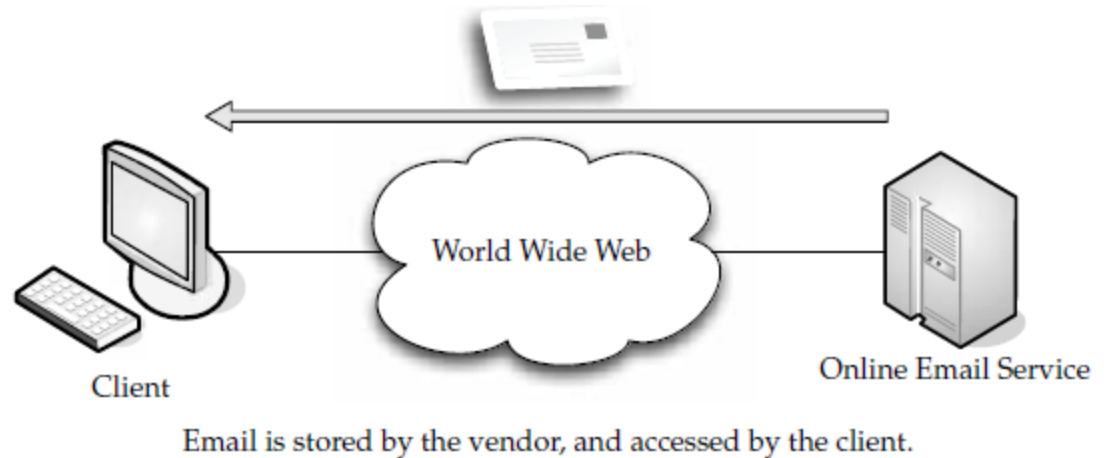 World Wide Web
Client
Online Email Service
Email is stored by the vendor, and accessed by the client.